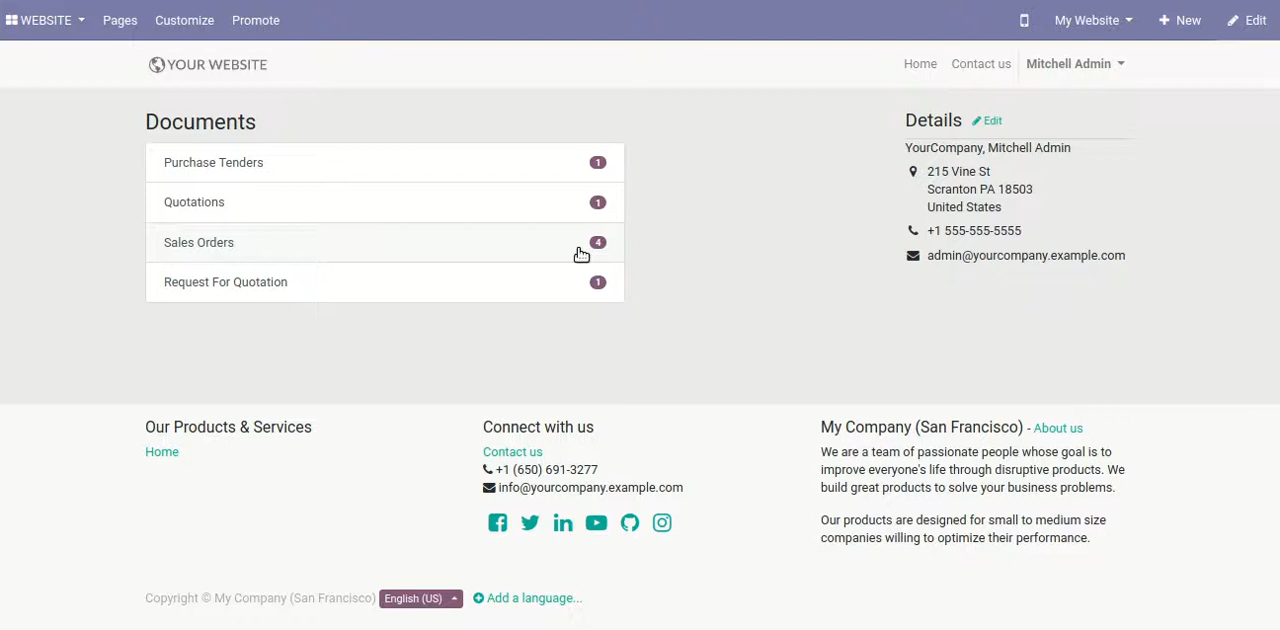 WEBSITE Pages Customize Promote My Website + New Edit
YOUR WEBSITE Home Contact us Mitchell Admin
Documents
Purchase Tenders 1
Quotations 1
Sales Orders 4
Request For Quotation 1
Details Edit
YourCompany, Mitchell Admin
215 Vine St
Scranton PA 18503
United States
+1 555-555-5555
admin@yourcompany.example.com
Our Products & Services
Home
Connect with us
Contact us
+1 (650) 691-3277
info@yourcompany.example.com
My Company (San Francisco) - About us
We are a team of passionate people whose goal is to
improve everyone's life through disruptive products. We
build great products to solve your business problems.
Our products are designed for small to medium size
companies willing to optimize their performance.
Copyright © My Company (San Francisco) English (US) Add a language...